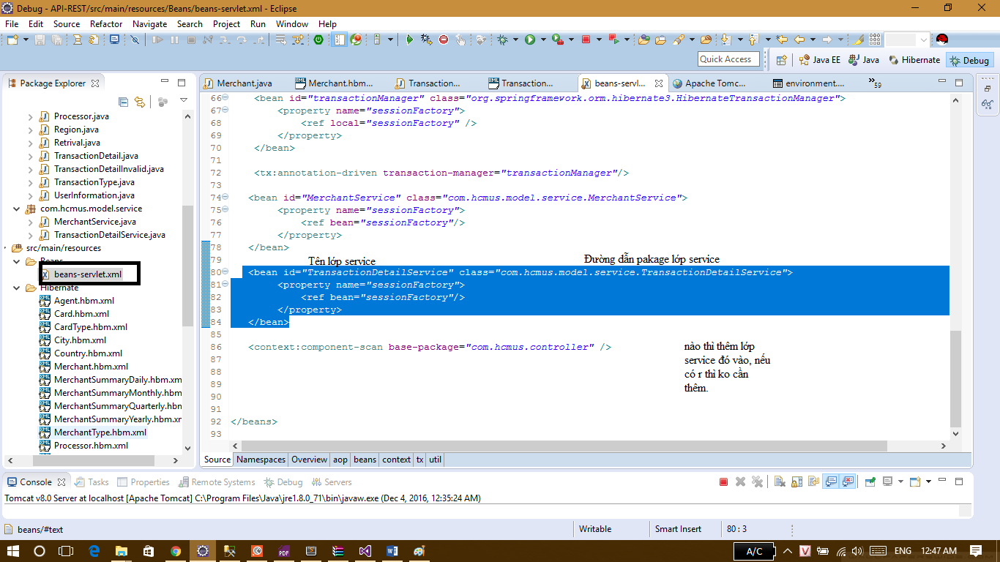 Debug - API-REST/src/main/resources/Beans/beans-servlet.xml - Eclipse
File Edit Source Refactor Navigate Search Project Run Window Help
Quick Access
Java EE
Java
Hibernate
Debug
Package Explorer
Processor.java
Region.java
Retrival.java
TransactionDetail.java
TransactionDetailInvalid.java
TransactionType.java
UserInformation.java
com.hcmus.model.service
MerchantService.java
TransactionDetailService.java
src/main/resources
Beans
beans-servlet.xml
Hibernate
Agent.hbm.xml
Card.hbm.xml
CardType.hbm.xml
City.hbm.xml
Country.hbm.xml
Merchant.hbm.xml
MerchantSummaryDaily.hbm.xm
MerchantSummaryMonthly.hbm
MerchantSummaryQuarterly.hbm
MerchantSummaryYearly.hbm.xr
MerchantType.hbm.xml
Processor.hbm.xml
Merchant.java
Merchant.hbm...
Transaction...
Transaction...
beans-servl...
Apache Tomc...
environment....
»59
66 <bean id="transactionManager" class="org.springframework.orm.hibernate3.HibernateTransactionManager">
67 <property name="sessionFactory">
68 <ref local="sessionFactory" />
69 </property>
70 </bean>
71
72 <tx:annotation-driven transaction-manager="transactionManager"/>
73
74 <bean id="MerchantService" class="com.hcmus.model.service.MerchantService">
75 <property name="sessionFactory">
76 <ref bean="sessionFactory"/>
77 </property>
78 </bean>
79
Tên lớp service
Đường dẫn pakage lớp service
80 <bean id="TransactionDetailService" class="com.hcmus.model.service.TransactionDetailService">
81 <property name="sessionFactory">
82 <ref bean="sessionFactory"/>
83 </property>
84 </bean>
85
86 <context:component-scan base-package="com.hcmus.controller" />
87
88
89
90
91
92 </beans>
93
nào thì thêm lớp
service đó vào, nếu
có r thì ko cần
thêm.
Source Namespaces Overview aop beans context tx util
Console
Tasks
Properties
Remote Systems
Debug
Servers
Tomcat v8.0 Server at localhost [Apache Tomcat] C:\Program Files\Java\jre1.8.0_71\bin\javaw.exe (Dec 4, 2016, 12:35:24 AM)
beans/#text
Writable
Smart Insert
80 : 3
A/C
V
ENG
12:47 AM